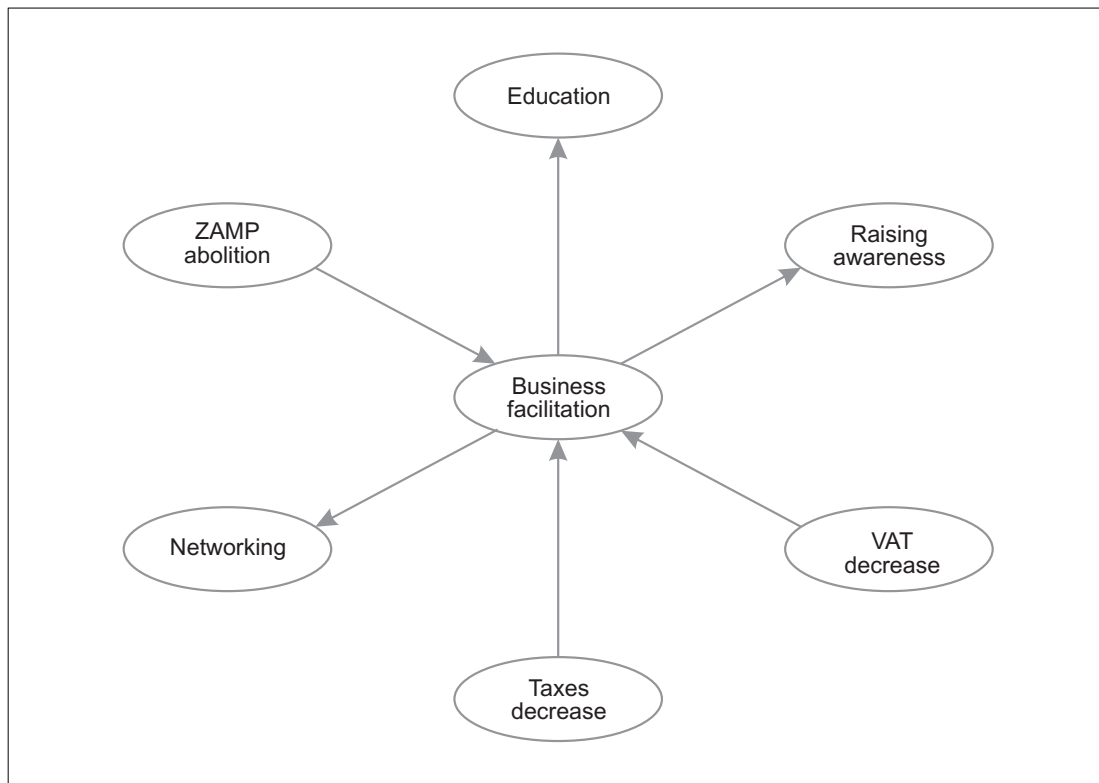 Education
ZAMP
abolition
Raising
awareness
Business
facilitation
Networking
VAT
decrease
Taxes
decrease